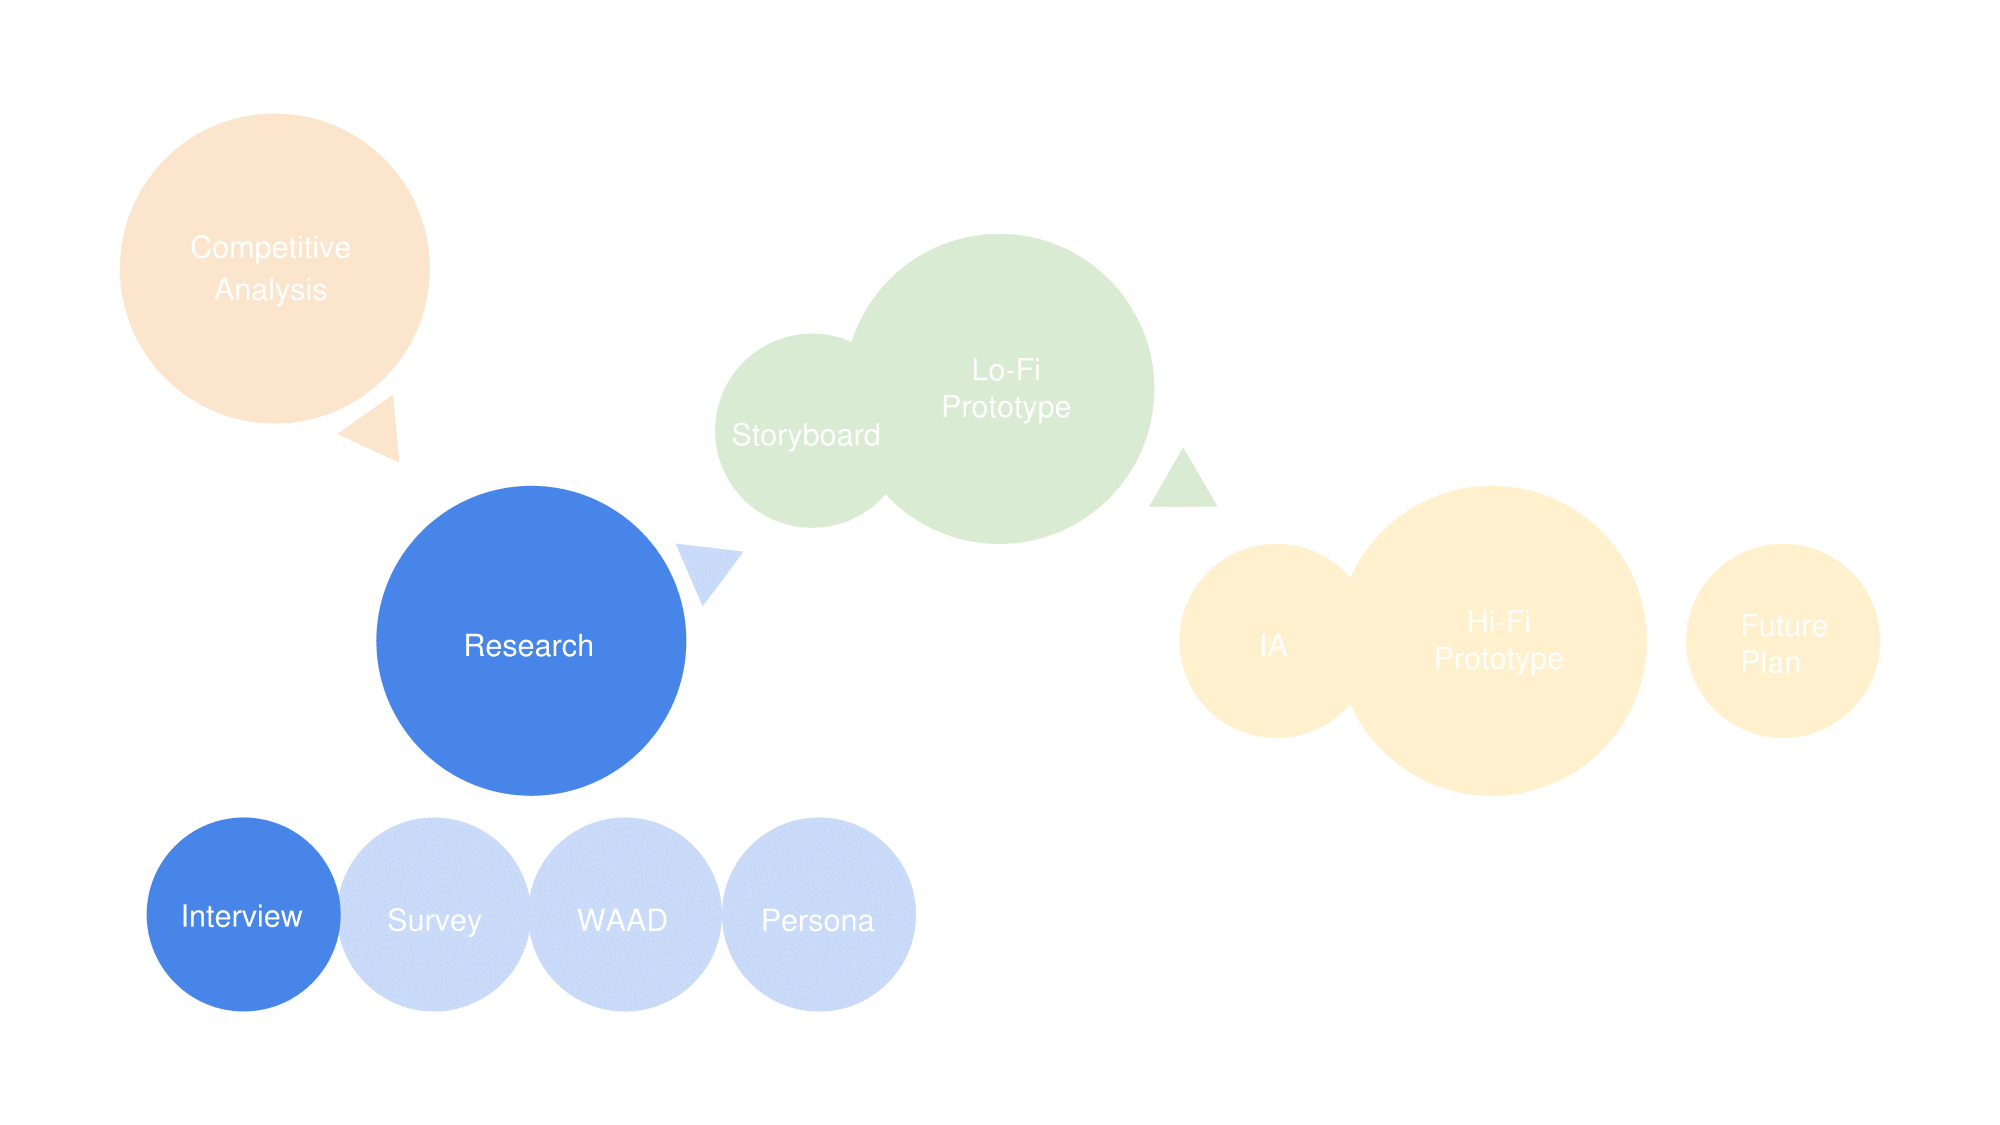 Competitive
Analysis
Lo-Fi
Prototype
Storyboard
Research
IA
Hi-Fi
Prototype
Future
Plan
Interview
Survey
WAAD
Persona